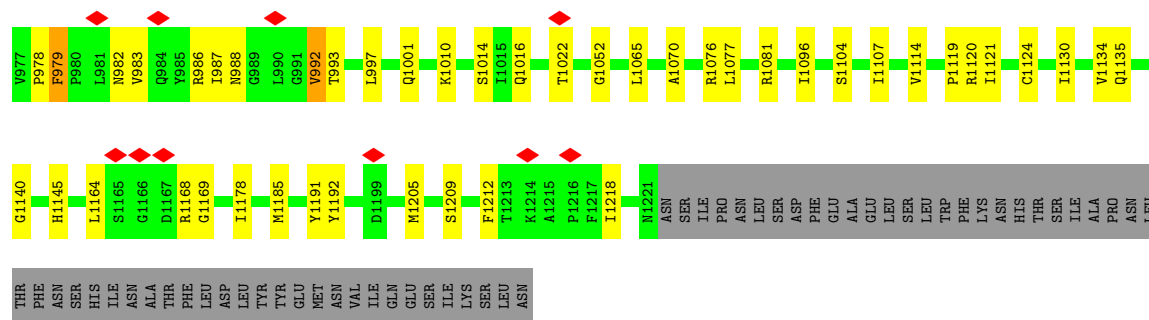 V977 P978 F979 P980 L981 N982 V983 Q984 Y985 R986 I987 N988 G989 L990 G991 V992 T993 L997 Q1001 K1010 S1014 I1015 Q1016 T1022 G1052 L1065 A1070 R1076 L1077 R1081 I1096 S1104 I1107 V1114 P1119 R1120 I1121 C1124 I1130 V1134 Q1135
G1140 H1145 L1164 S1165 G1166 D1167 R1168 G1169 I1178 M1185 Y1191 Y1192 D1199 M1205 S1209 F1212 T1213 K1214 A1215 P1216 F1217 I1218 N1221 ASN SER ILE PRO ASN LEU SER ASP PHE GLU ALA GLU LEU SER LEU TRP PHE LYS ASN HIS THR SER ILE ALA PRO ASN LEU
THR PHE ASN SER HIS ILE ASN ALA THR PHE LEU ASP LEU TYR TYR GLU MET ASN VAL ILE GLN GLU SER ILE LYS SER LEU ASN